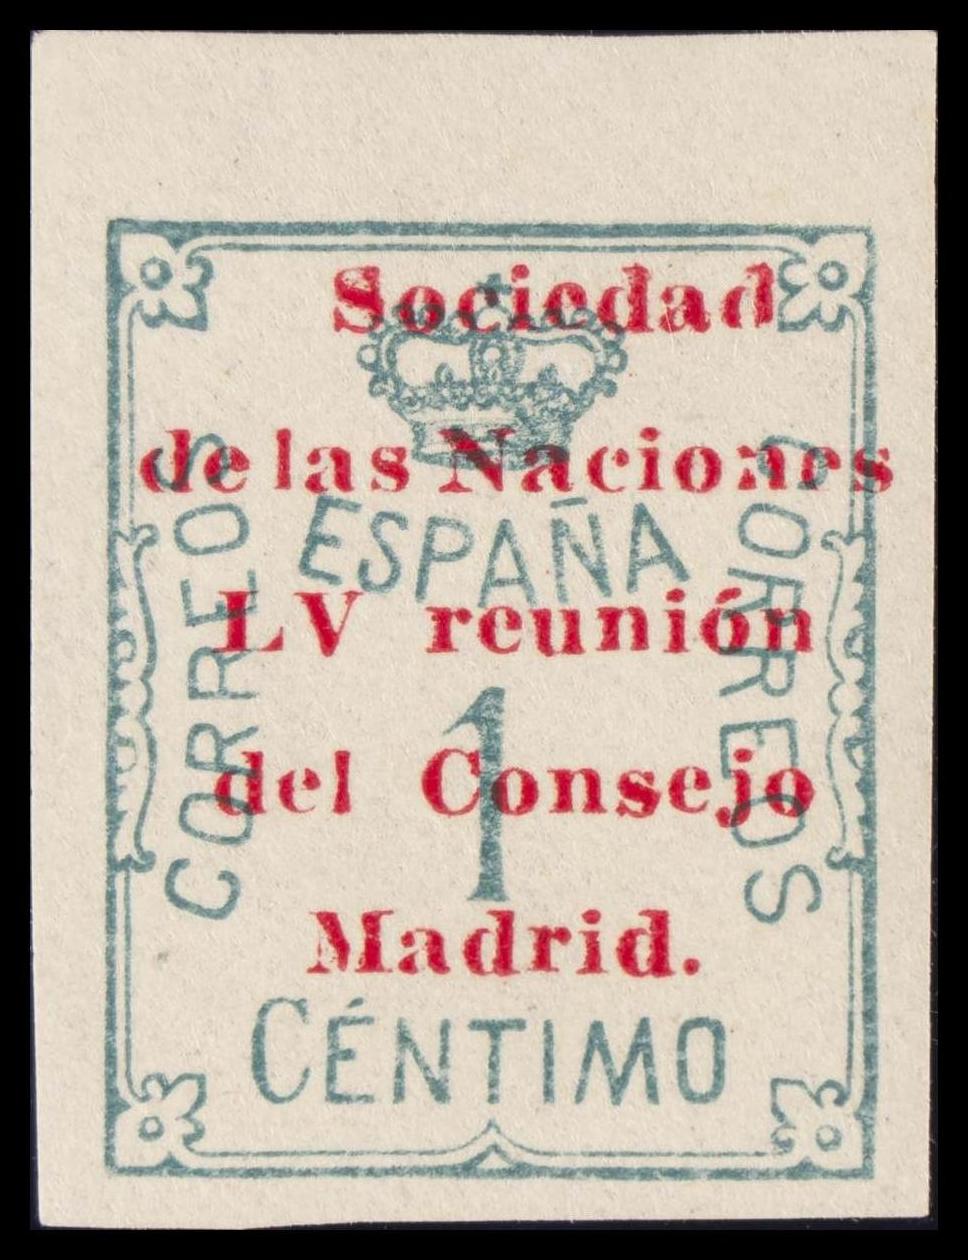 Sociedad
de las Naciones
ESPAÑA
CORREOS
CORREOS
LV reunión
1
del Consejo
Madrid.
CÉNTIMO